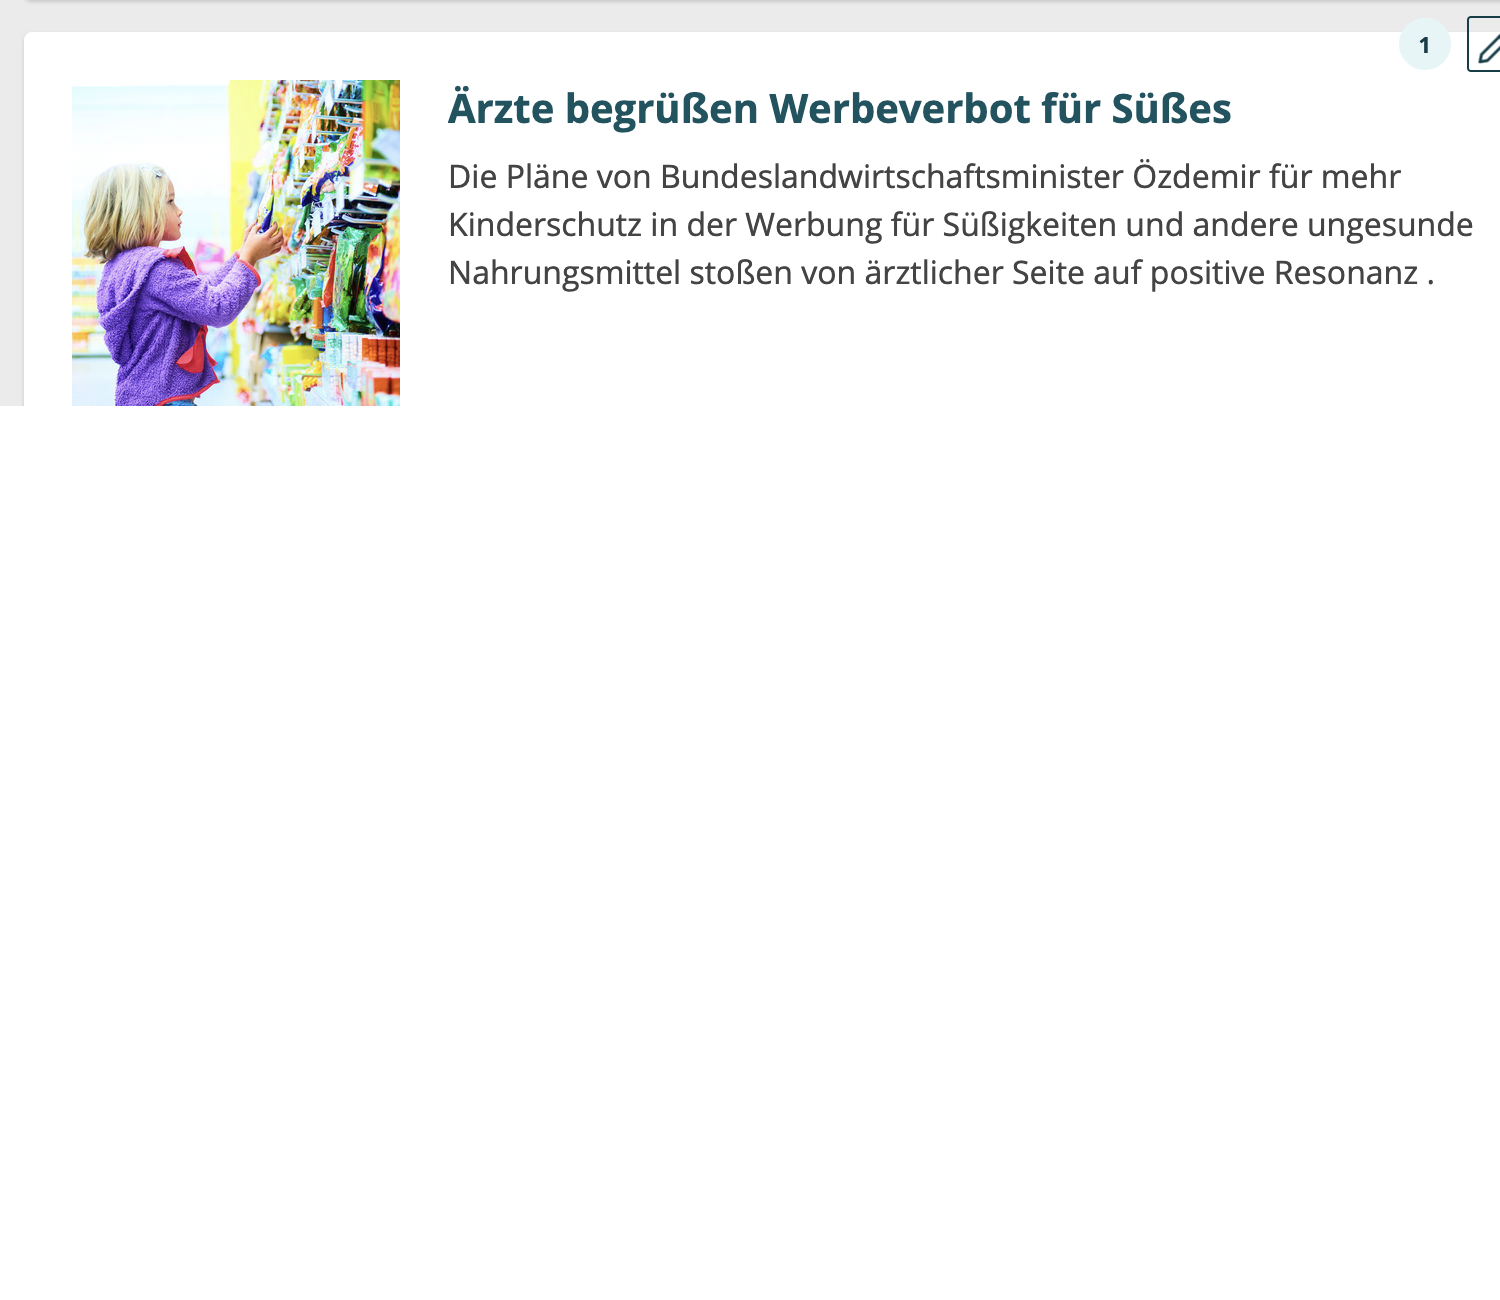 1
Ärzte begrüßen Werbeverbot für Süßes
Die Pläne von Bundeslandwirtschaftsminister Özdemir für mehr
Kinderschutz in der Werbung für Süßigkeiten und andere ungesunde
Nahrungsmittel stoßen von ärztlicher Seite auf positive Resonanz .